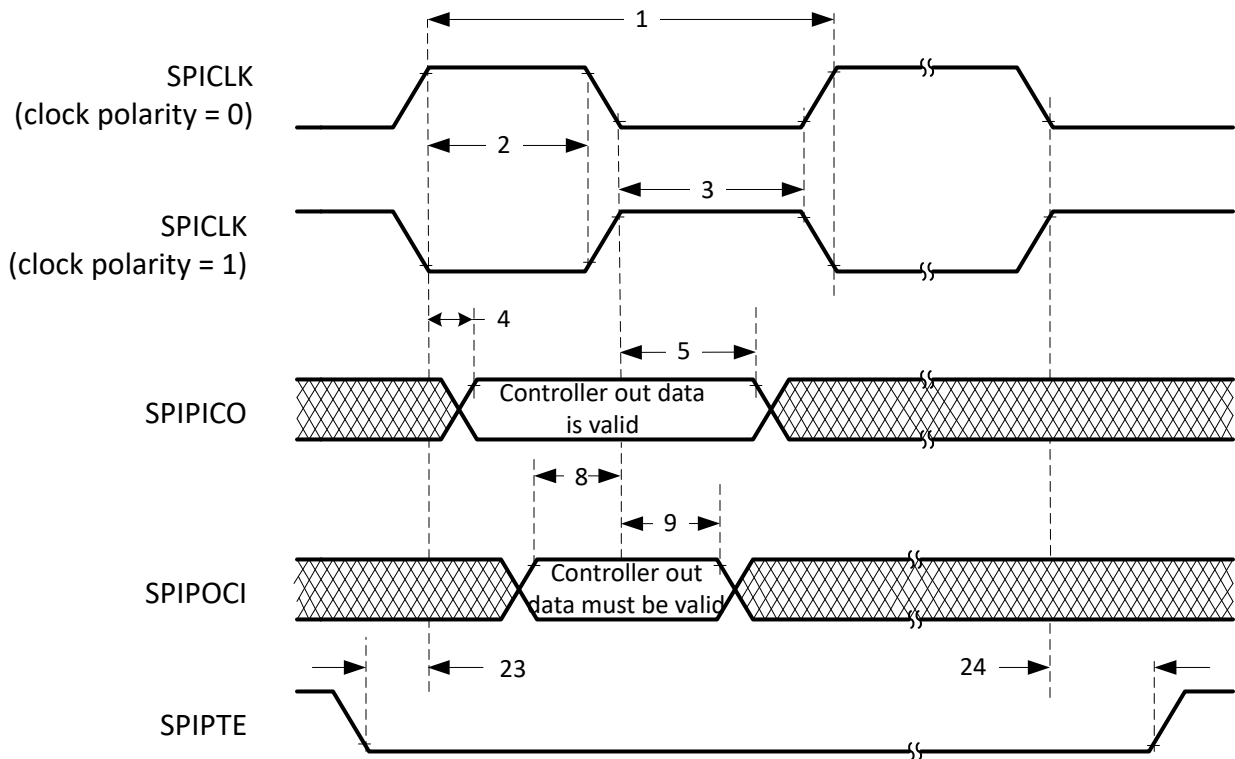 1
SPICLK
(clock polarity = 0)
2
3
SPICLK
(clock polarity = 1)
4
5
SPIPICO
Controller out data
is valid
8
9
SPIPOCI
Controller out
data must be valid
23
24
SPIPTE